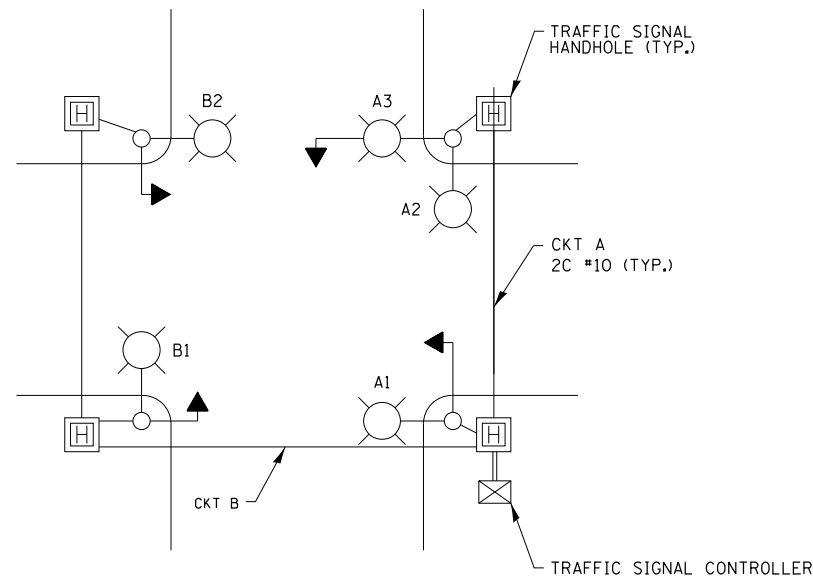 TRAFFIC SIGNAL
HANDHOLE (TYP.)
B2
A3
H
H
A2
CKT A
2C #10 (TYP.)
B1
A1
H
H
CKT B
TRAFFIC SIGNAL CONTROLLER